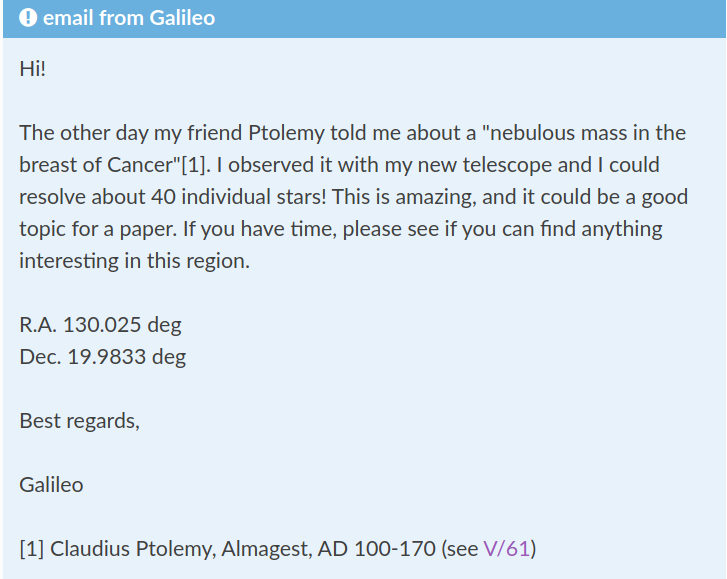 email from Galileo
Hi!
The other day my friend Ptolemy told me about a "nebulous mass in the
breast of Cancer"[1]. I observed it with my new telescope and I could
resolve about 40 individual stars! This is amazing, and it could be a good
topic for a paper. If you have time, please see if you can find anything
interesting in this region.
R.A. 130.025 deg
Dec. 19.9833 deg
Best regards,
Galileo
[1] Claudius Ptolemy, Almagest, AD 100-170 (see V/61)